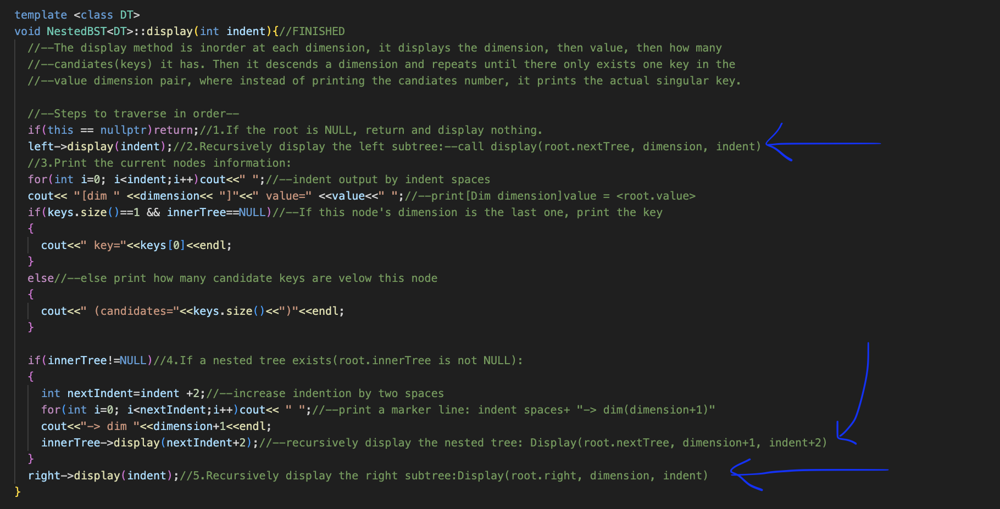 template <class DT>
void NestedBST<DT>::display(int indent){//FINISHED
//--The display method is inorder at each dimension, it displays the dimension, then value, then how many
//--candiates(keys) it has. Then it descends a dimension and repeats until there only exists one key in the
//--value dimension pair, where instead of printing the candiates number, it prints the actual singular key.
//--Steps to traverse in order--
if(this == nullptr)return;//1.If the root is NULL, return and display nothing.
left->display(indent);//2.Recursively display the left subtree:--call display(root.nextTree, dimension, indent)
//3.Print the current nodes information:
for(int i=0; i<indent;i++)cout<<" ";//--indent output by indent spaces
cout<< "[dim " <<dimension<< "]"<<" value=" <<value<<" ";//--print[Dim dimension]value = <root.value>
if(keys.size()==1 && innerTree==NULL)//--If this node's dimension is the last one, print the key
{
cout<<" key="<<keys[0]<<endl;
}
else//--else print how many candidate keys are velow this node
{
cout<<" (candidates="<<keys.size()<<")"<<endl;
}
if(innerTree!=NULL)//4.If a nested tree exists(root.innerTree is not NULL):
{
int nextIndent=indent +2;//--increase indention by two spaces
for(int i=0; i<nextIndent;i++)cout<< " ";//--print a marker line: indent spaces+ "-> dim(dimension+1)"
cout<<"-> dim "<<dimension+1<<endl;
innerTree->display(nextIndent+2);//--recursively display the nested tree: Display(root.nextTree, dimension+1, indent+2)
}
right->display(indent);//5.Recursively display the right subtree:Display(root.right, dimension, indent)
}